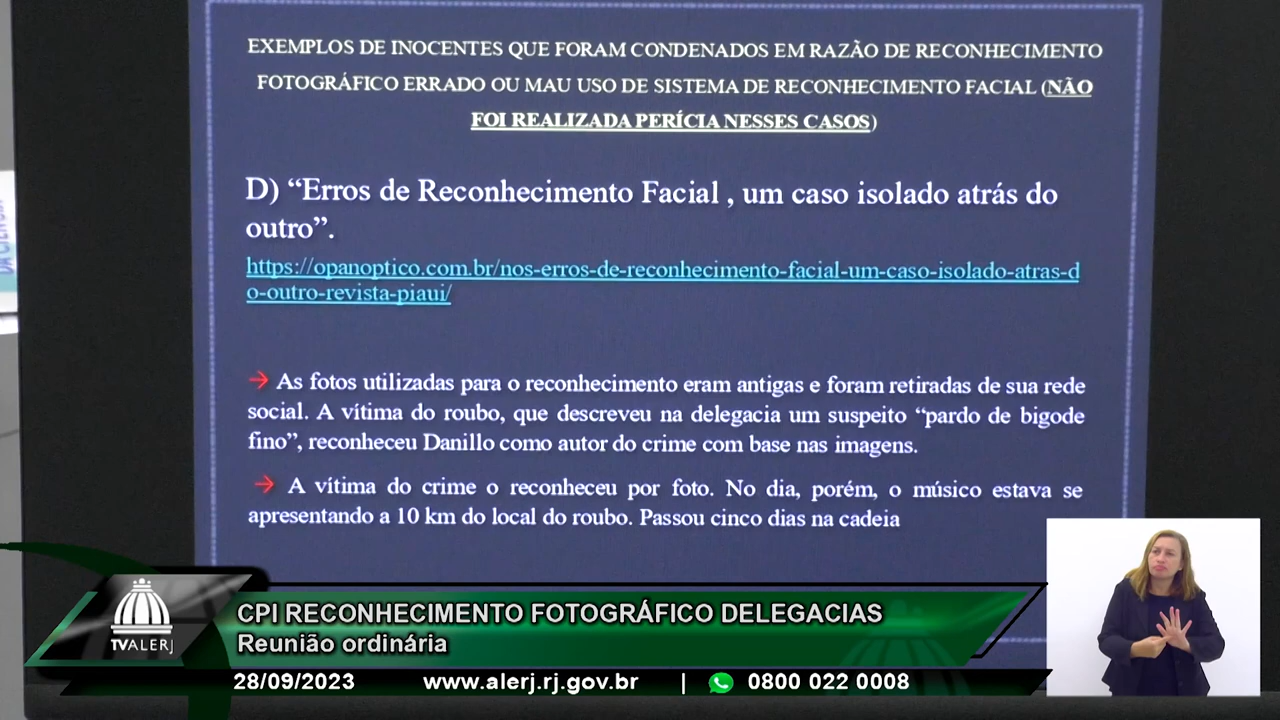 EXEMPLOS DE INOCENTES QUE FORAM CONDENADOS EM RAZÃO DE RECONHECIMENTO
FOTOGRÁFICO ERRADO OU MAU USO DE SISTEMA DE RECONHECIMENTO FACIAL (NÃO
FOI REALIZADA PERÍCIA NESSES CASOS)
D) “Erros de Reconhecimento Facial , um caso isolado atrás do
outro”.
https://opanoptico.com.br/nos-erros-de-reconhecimento-facial-um-caso-isolado-atras-d
o-outro-revista-piaui/
→ As fotos utilizadas para o reconhecimento eram antigas e foram retiradas de sua rede
social. A vítima do roubo, que descreveu na delegacia um suspeito “pardo de bigode
fino”, reconheceu Danillo como autor do crime com base nas imagens.
→ A vítima do crime o reconheceu por foto. No dia, porém, o músico estava se
apresentando a 10 km do local do roubo. Passou cinco dias na cadeia
CPI RECONHECIMENTO FOTOGRÁFICO DELEGACIAS
Reunião ordinária
TVALERJ
28/09/2023 www.alerj.rj.gov.br | 0800 022 0008